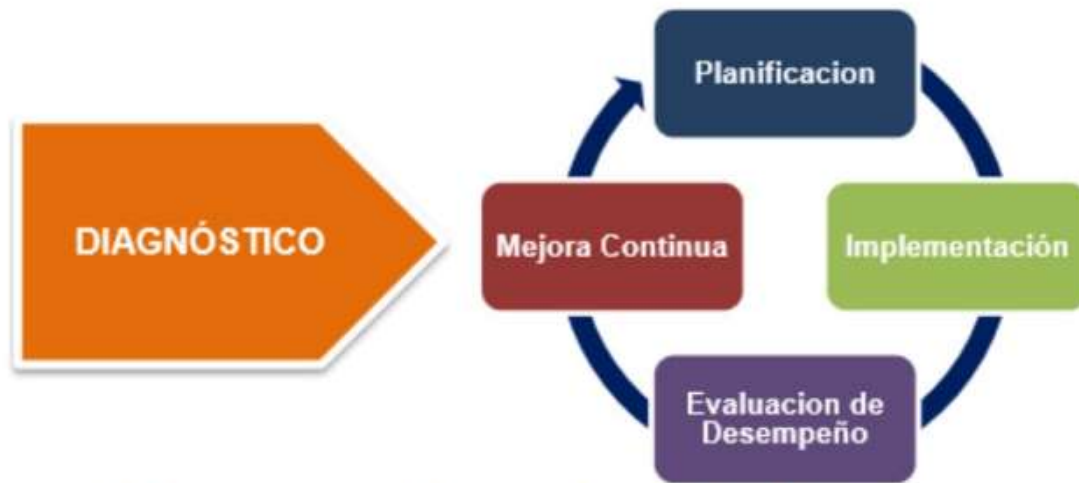 DIAGNÓSTICO
Planificacion
Implementación
Evaluacion de
Desempeño
Mejora Continua